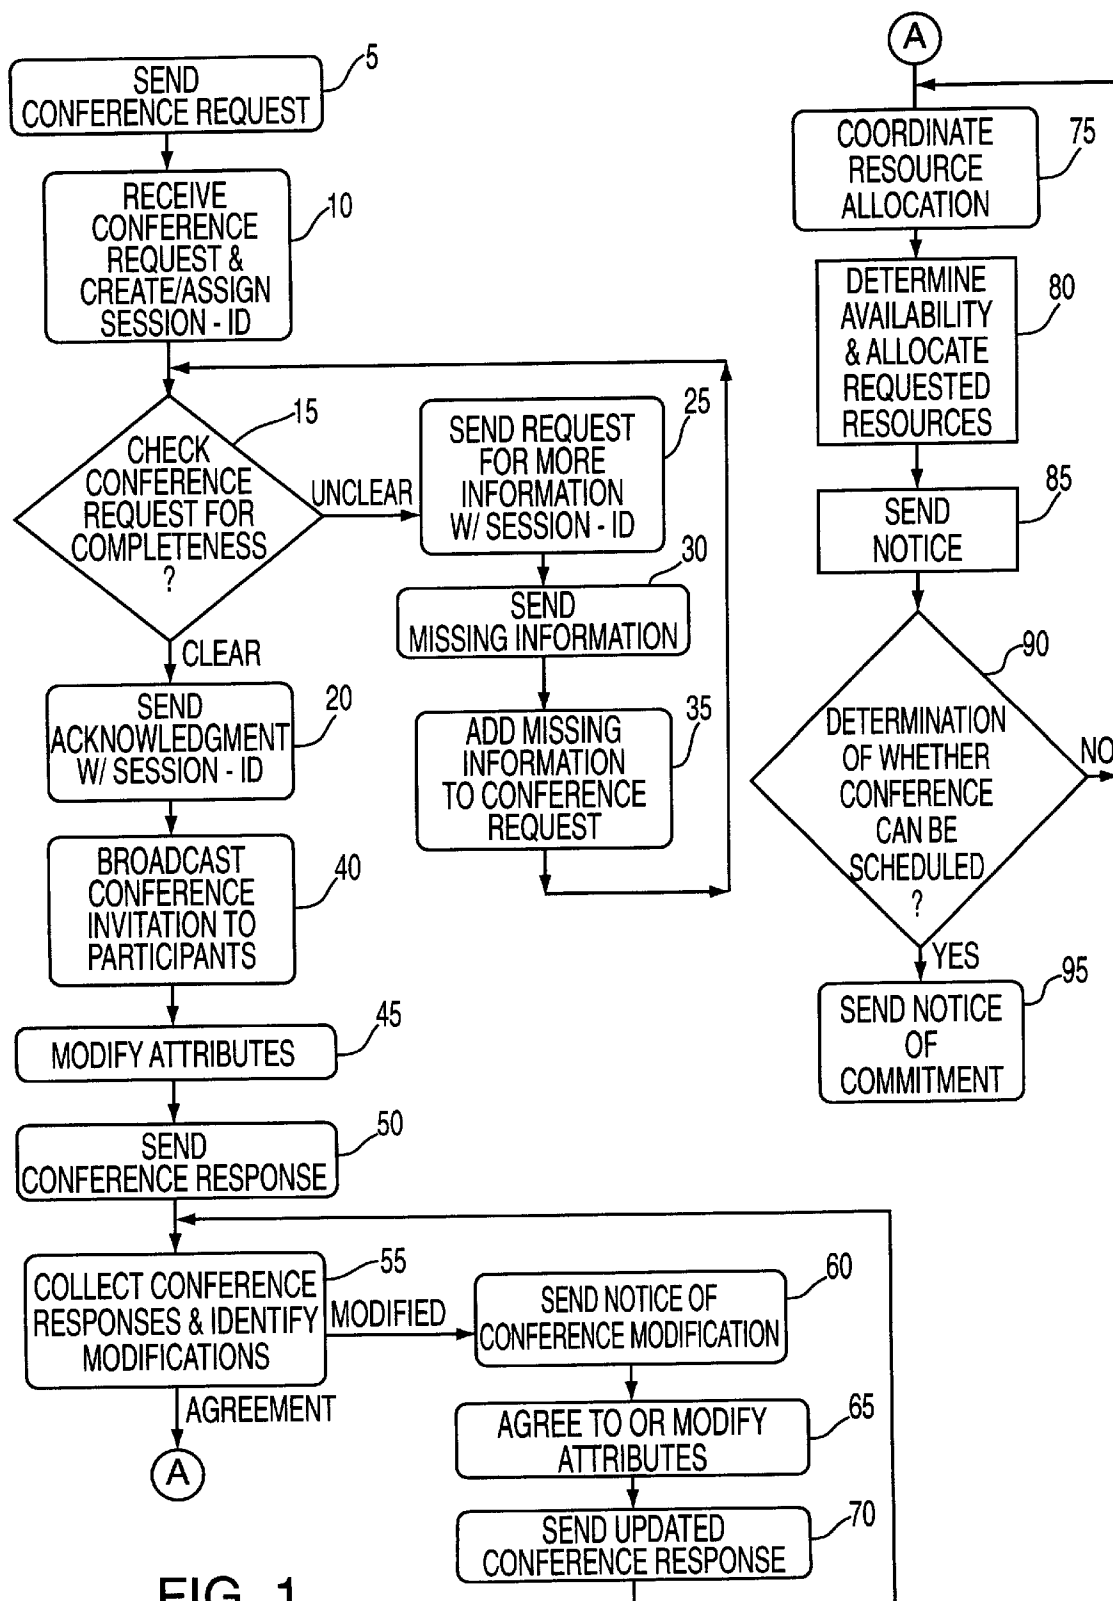 5
SEND
CONFERENCE REQUEST
10
RECEIVE
CONFERENCE
REQUEST &
CREATE/ASSIGN
SESSION - ID
15
CHECK
CONFERENCE
REQUEST FOR
COMPLETENESS
?
UNCLEAR
25
SEND REQUEST
FOR MORE
INFORMATION
W/ SESSION - ID
30
SEND
MISSING INFORMATION
35
ADD MISSING
INFORMATION
TO CONFERENCE
REQUEST
CLEAR
20
SEND
ACKNOWLEDGMENT
W/ SESSION - ID
40
BROADCAST
CONFERENCE
INVITATION TO
PARTICIPANTS
45
MODIFY ATTRIBUTES
50
SEND
CONFERENCE RESPONSE
55
COLLECT CONFERENCE
RESPONSES & IDENTIFY
MODIFICATIONS
MODIFIED
60
SEND NOTICE OF
CONFERENCE MODIFICATION
65
AGREE TO OR MODIFY
ATTRIBUTES
70
SEND UPDATED
CONFERENCE RESPONSE
AGREEMENT
A
FIG. 1
A
75
COORDINATE
RESOURCE
ALLOCATION
80
DETERMINE
AVAILABILITY
& ALLOCATE
REQUESTED
RESOURCES
85
SEND
NOTICE
90
DETERMINATION
OF WHETHER
CONFERENCE
CAN BE
SCHEDULED
?
NO
YES
95
SEND NOTICE
OF
COMMITMENT